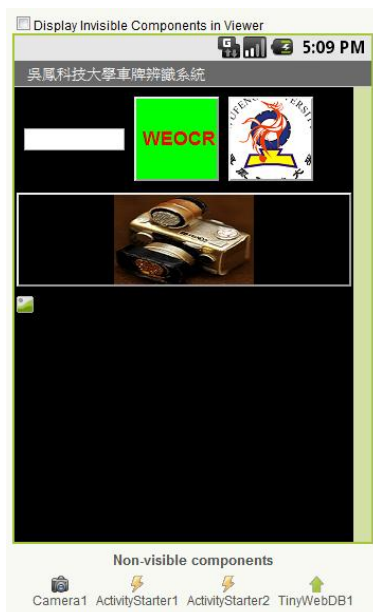 Display Invisible Components in Viewer
5:09 PM
吳鳳科技大學車牌辨識系統
WEOCR
Non-visible components
Camera1 ActivityStarter1 ActivityStarter2 TinyWebDB1